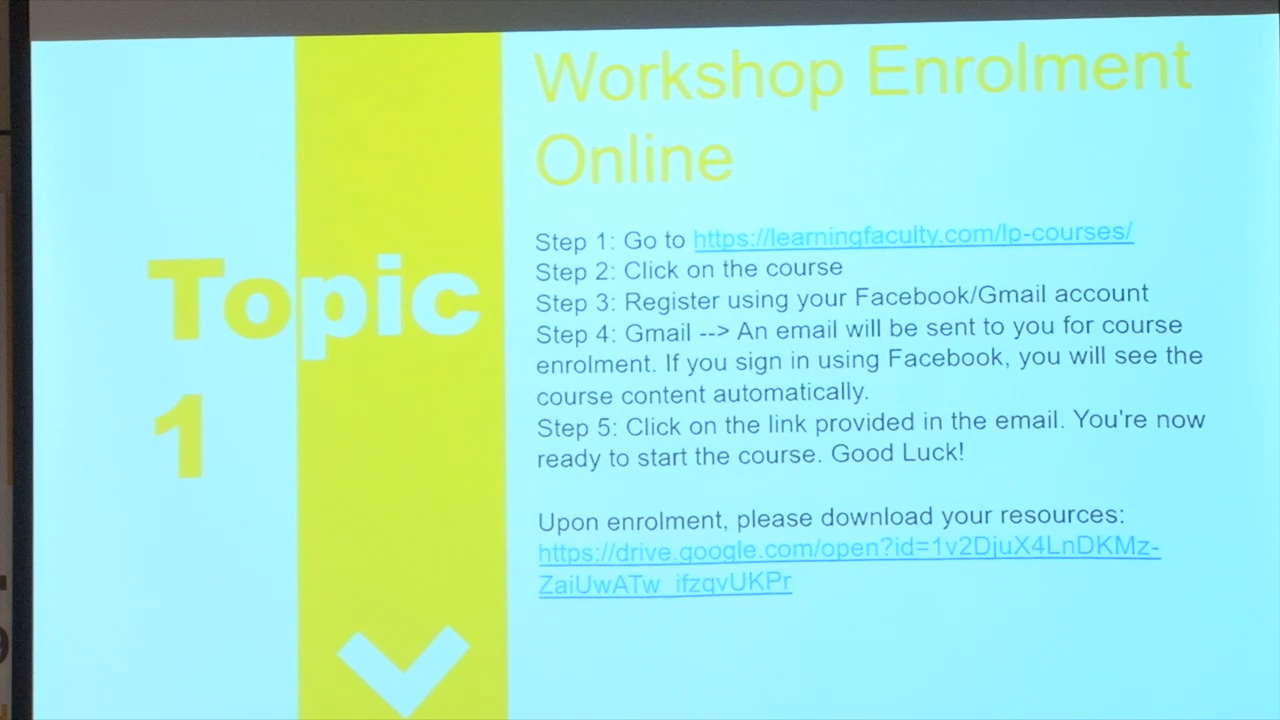 Workshop Enrolment
Online
Topic
1
Step 1: Go to https://learningfaculty.com/lp-courses/
Step 2: Click on the course
Step 3: Register using your Facebook/Gmail account
Step 4: Gmail --> An email will be sent to you for course
enrolment. If you sign in using Facebook, you will see the
course content automatically.
Step 5: Click on the link provided in the email. You're now
ready to start the course. Good Luck!
Upon enrolment, please download your resources:
https://drive.google.com/open?id=1v2DjuX4LnDKMz-
ZaiUwATw_ifzqvUKPr